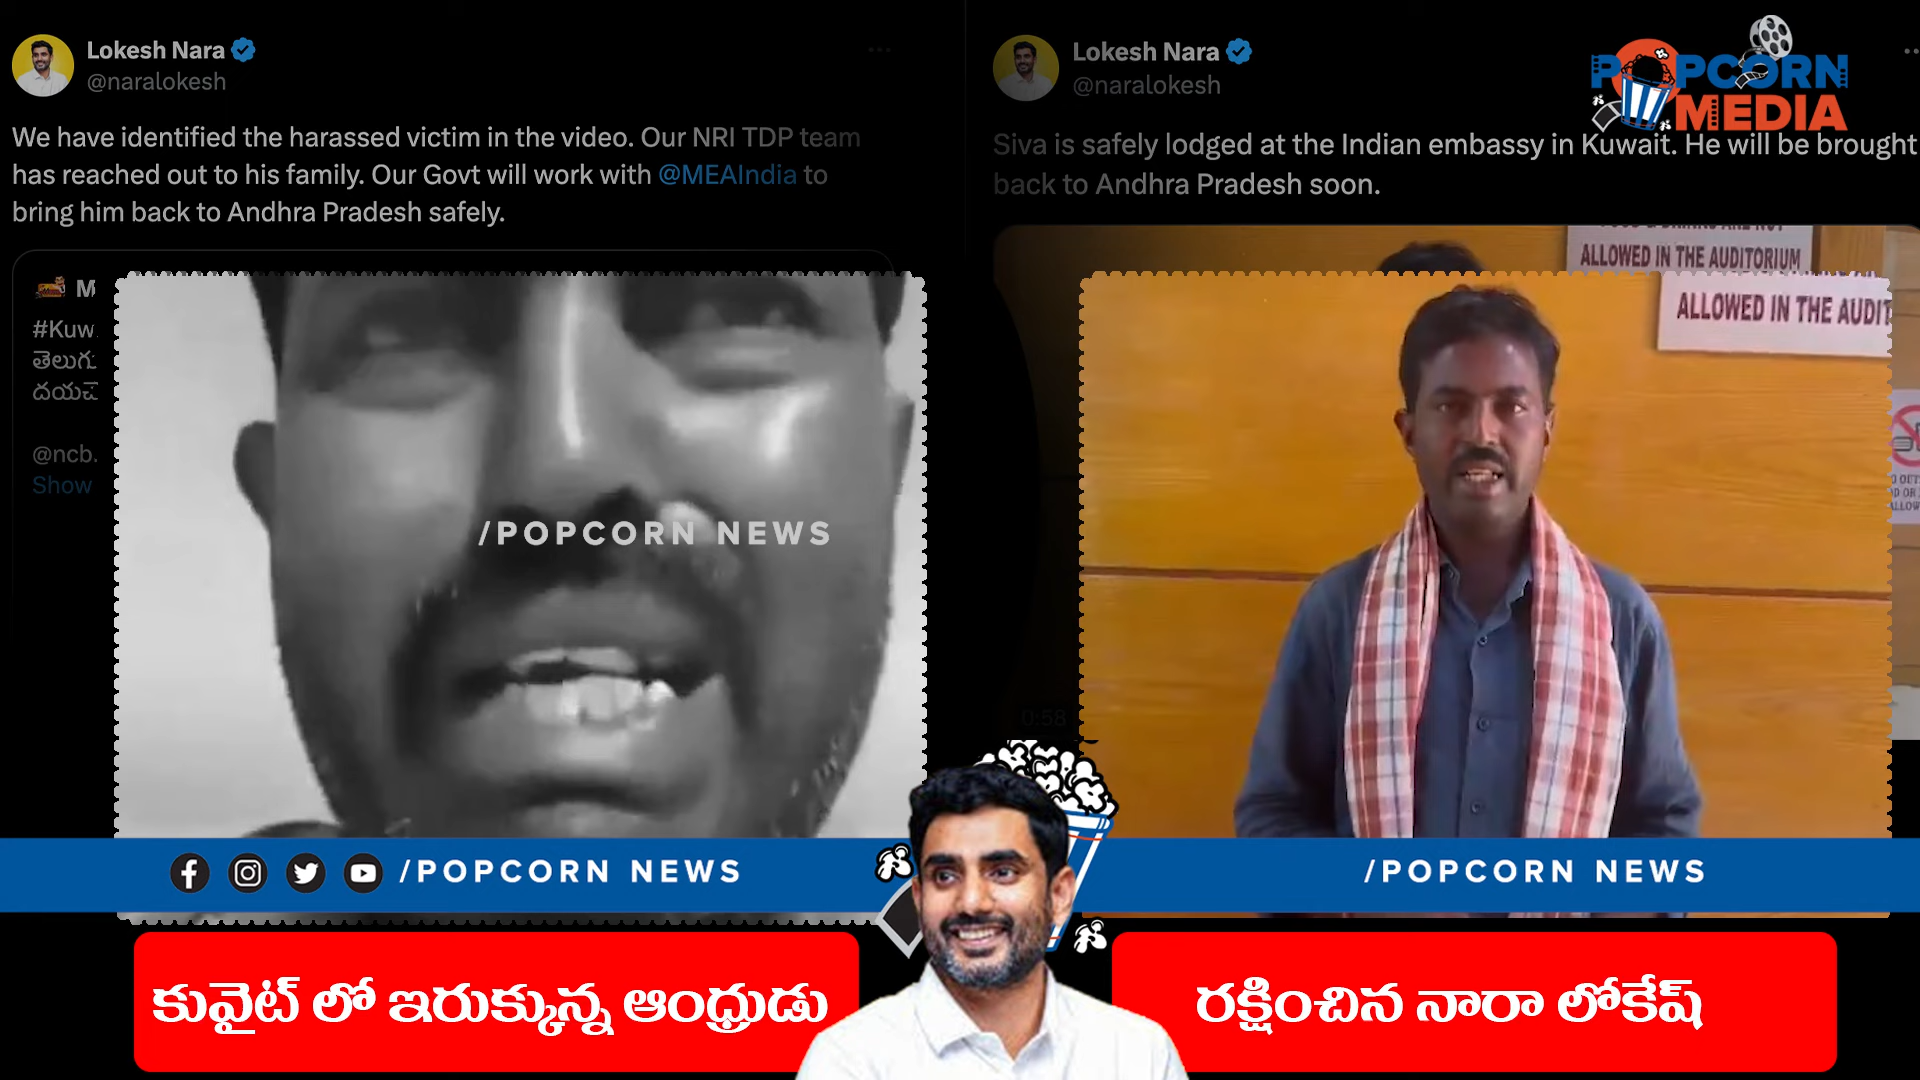 Lokesh Nara
@naralokesh
We have identified the harassed victim in the video. Our NRI TDP team
has reached out to his family. Our Govt will work with @MEAIndia to
bring him back to Andhra Pradesh safely.
#Kuw
తెలుగు
@ncb.
Show
/POPCORN NEWS
Lokesh Nara
@naralokesh
POPCORN
MEDIA
Siva is safely lodged at the Indian embassy in Kuwait. He will be brought
back to Andhra Pradesh soon.
ALLOWED IN THE AUDITORIUM
ALLOWED IN THE AUDIT
0:58
/POPCORN NEWS
/POPCORN NEWS
కువైట్ లో ఇరుక్కున్న ఆంధ్రుడు
రక్షించిన నారా లోకేష్